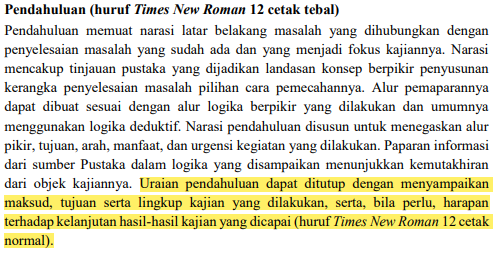 Pendahuluan (huruf Times New Roman 12 cetak tebal)
Pendahuluan memuat narasi latar belakang masalah yang dihubungkan dengan
penyelesaian masalah yang sudah ada dan yang menjadi fokus kajiannya. Narasi
mencakup tinjauan pustaka yang dijadikan landasan konsep berpikir penyusunan
kerangka penyelesaian masalah pilihan cara pemecahannya. Alur pemaparannya
dapat dibuat sesuai dengan alur logika berpikir yang dilakukan dan umumnya
menggunakan logika deduktif. Narasi pendahuluan disusun untuk menegaskan alur
pikir, tujuan, arah, manfaat, dan urgensi kegiatan yang dilakukan. Paparan informasi
dari sumber Pustaka dalam logika yang disampaikan menunjukkan kemutakhiran
dari objek kajiannya. Uraian pendahuluan dapat ditutup dengan menyampaikan
maksud, tujuan serta lingkup kajian yang dilakukan, serta, bila perlu, harapan
terhadap kelanjutan hasil-hasil kajian yang dicapai (huruf Times New Roman 12 cetak
normal).